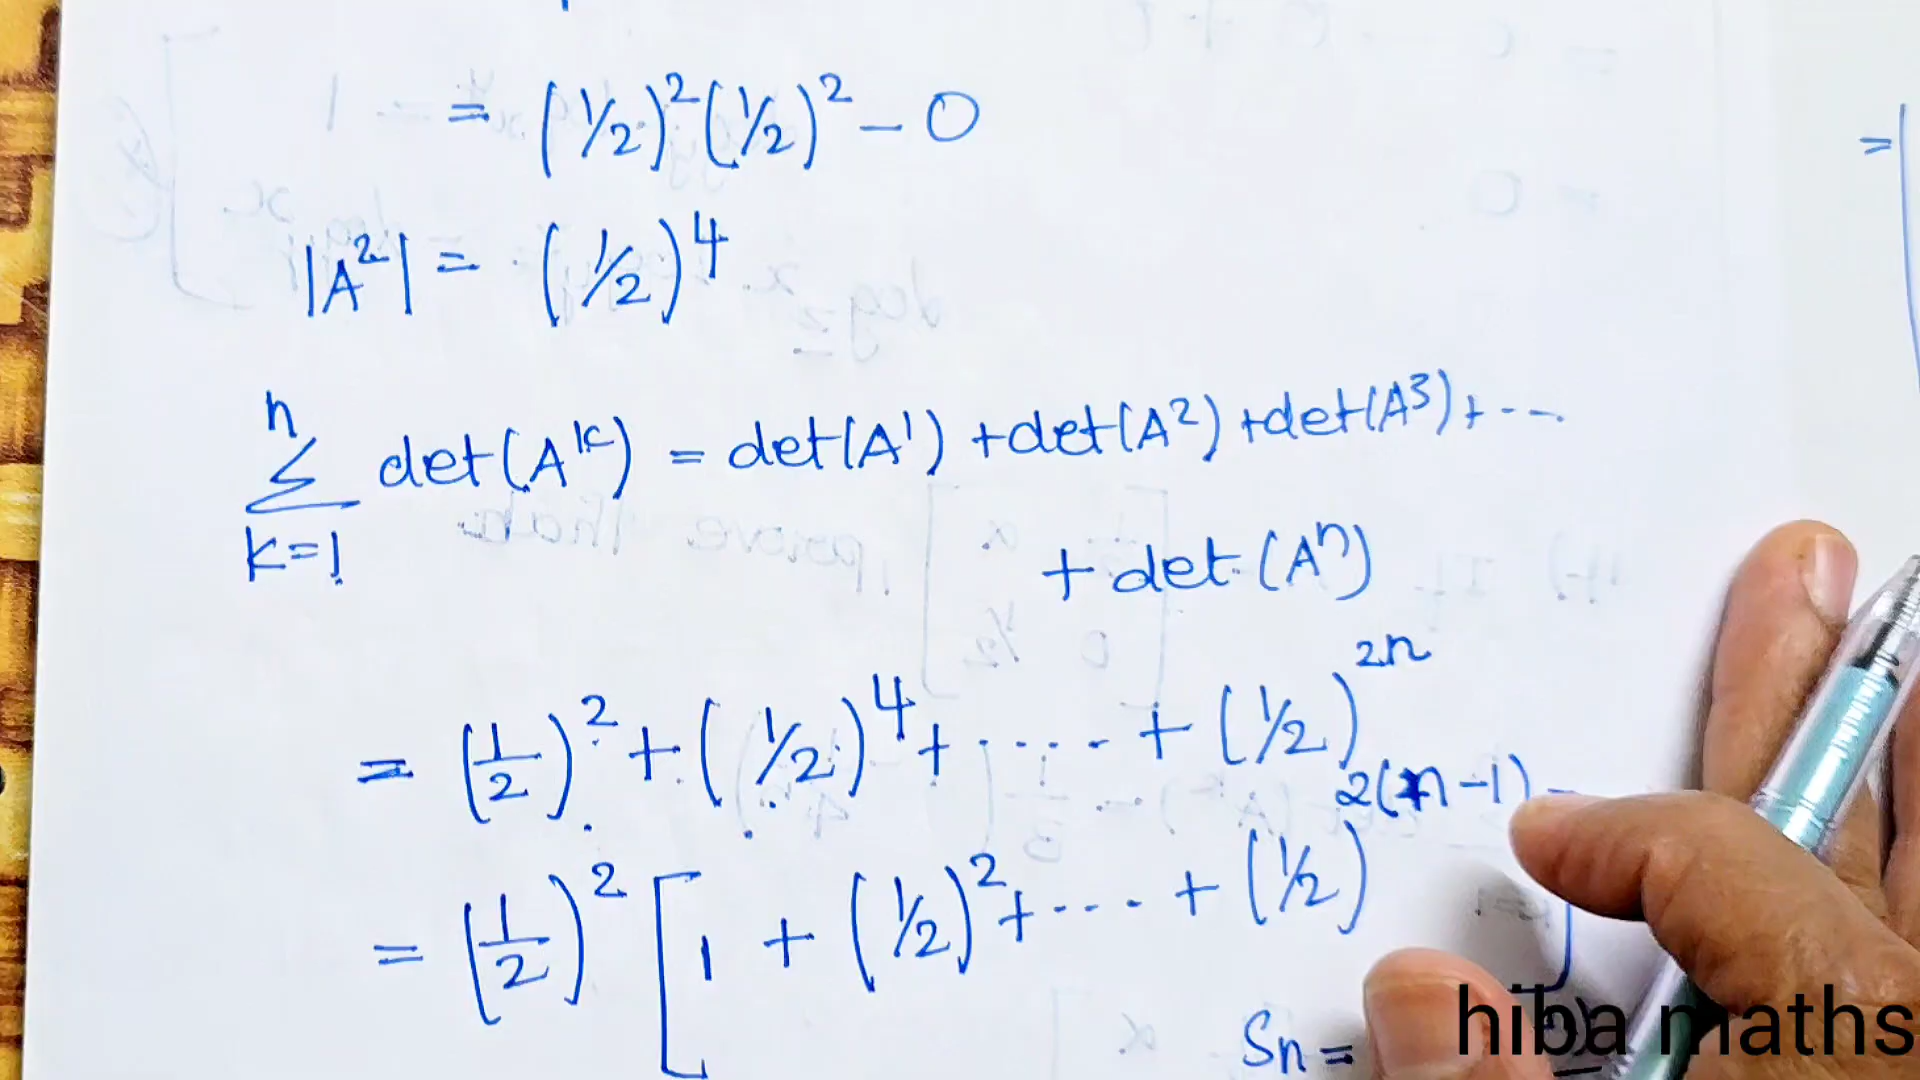 = (1/2)² (1/2)² - 0
|A²| = (1/2)⁴
n
Σ det(Aᵏ) = det(A¹) + det(A²) + det(A³) + ...
k=1
+ det(Aⁿ)
= (1/2)² + (1/2)⁴ + ..... + (1/2)²ⁿ
= (1/2)² [1 + (1/2)² + .... + (1/2)²⁽ⁿ⁻¹⁾]
Sn =
hiba maths